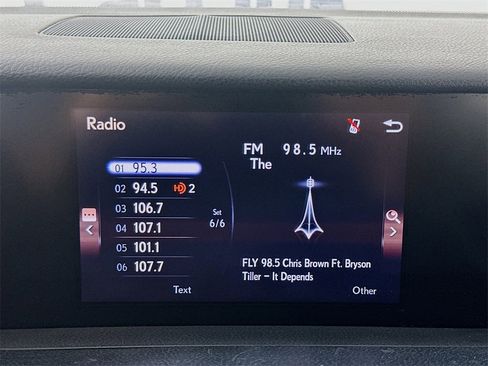 Radio
FM 98.5 MHz
The
01 95.3
02 94.5 HD 2
03 106.7
04 107.1
05 101.1
06 107.7
Set
6/6
FLY 98.5 Chris Brown Ft. Bryson
Tiller – It Depends
Text
Other